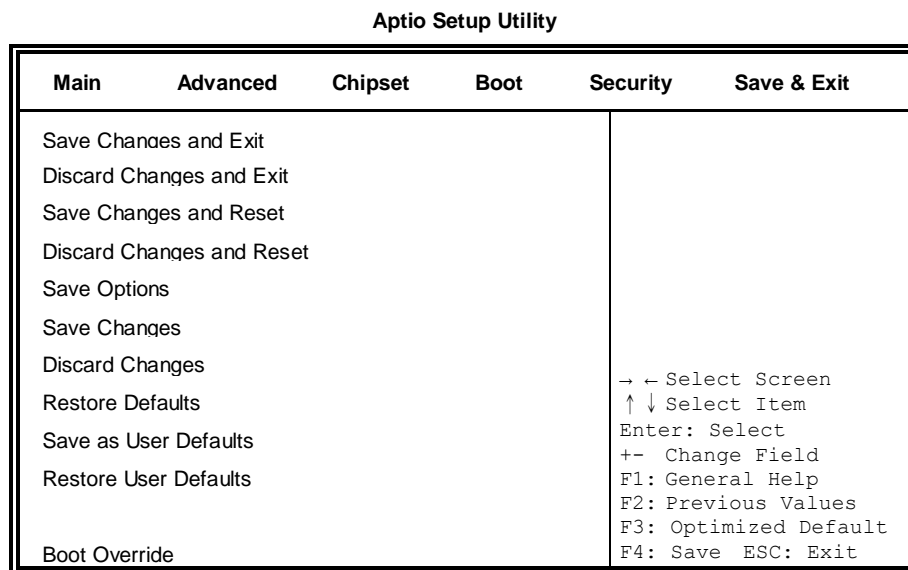 Aptio Setup Utility
Main Advanced Chipset Boot Security Save & Exit
Save Changes and Exit
Discard Changes and Exit
Save Changes and Reset
Discard Changes and Reset
Save Options
Save Changes
Discard Changes
Restore Defaults
Save as User Defaults
Restore User Defaults
Boot Override
→ ← Select Screen
↑ ↓ Select Item
Enter: Select
+- Change Field
F1: General Help
F2: Previous Values
F3: Optimized Default
F4: Save ESC: Exit